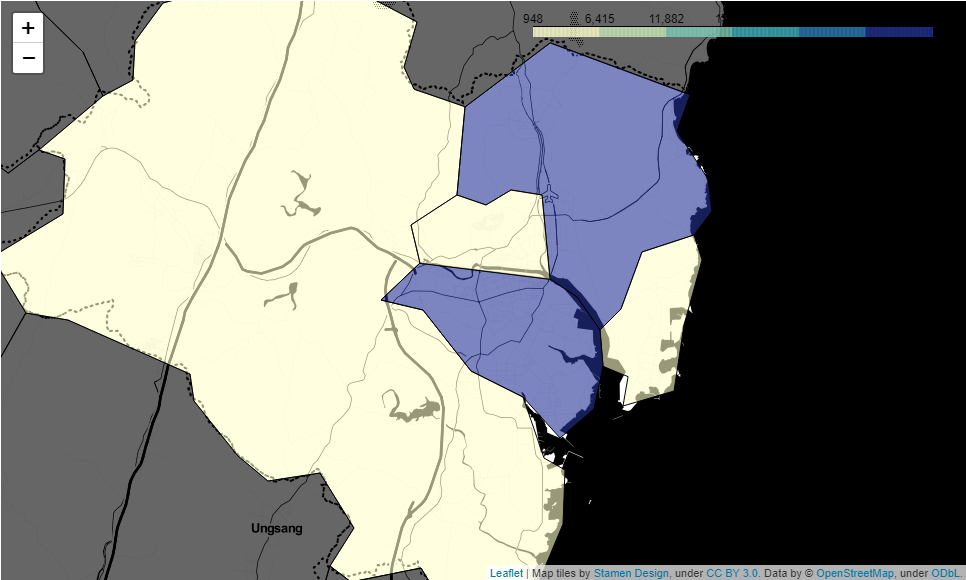 +
−
948 6,415 11,882
Ungsang
Leaflet | Map tiles by Stamen Design, under CC BY 3.0. Data by © OpenStreetMap, under ODbL.